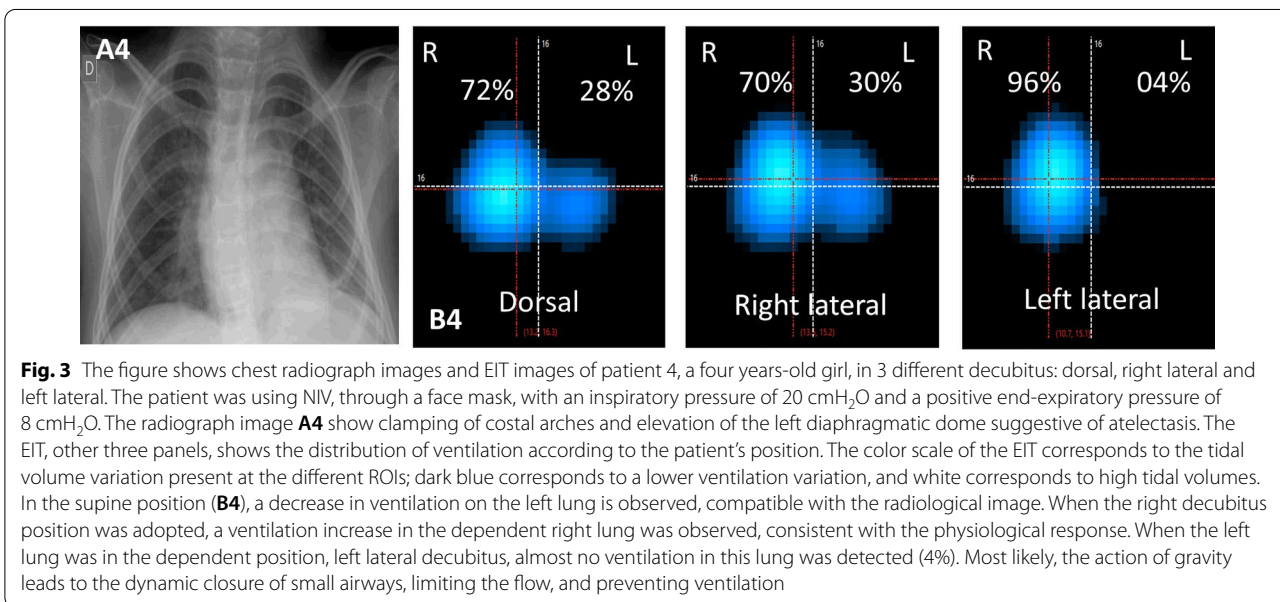 A4
D
R
L
72%
28%
16
16
Dorsal
B4
R
L
70%
30%
16
16
Right lateral
R
L
96%
04%
16
16
Left lateral
Fig. 3 The figure shows chest radiograph images and EIT images of patient 4, a four years-old girl, in 3 different decubitus: dorsal, right lateral and
left lateral. The patient was using NIV, through a face mask, with an inspiratory pressure of 20 cmH₂O and a positive end-expiratory pressure of
8 cmH₂O. The radiograph image A4 show clamping of costal arches and elevation of the left diaphragmatic dome suggestive of atelectasis. The
EIT, other three panels, shows the distribution of ventilation according to the patient's position. The color scale of the EIT corresponds to the tidal
volume variation present at the different ROIs; dark blue corresponds to a lower ventilation variation, and white corresponds to high tidal volumes.
In the supine position (B4), a decrease in ventilation on the left lung is observed, compatible with the radiological image. When the right decubitus
position was adopted, a ventilation increase in the dependent right lung was observed, consistent with the physiological response. When the left
lung was in the dependent position, left lateral decubitus, almost no ventilation in this lung was detected (4%). Most likely, the action of gravity
leads to the dynamic closure of small airways, limiting the flow, and preventing ventilation